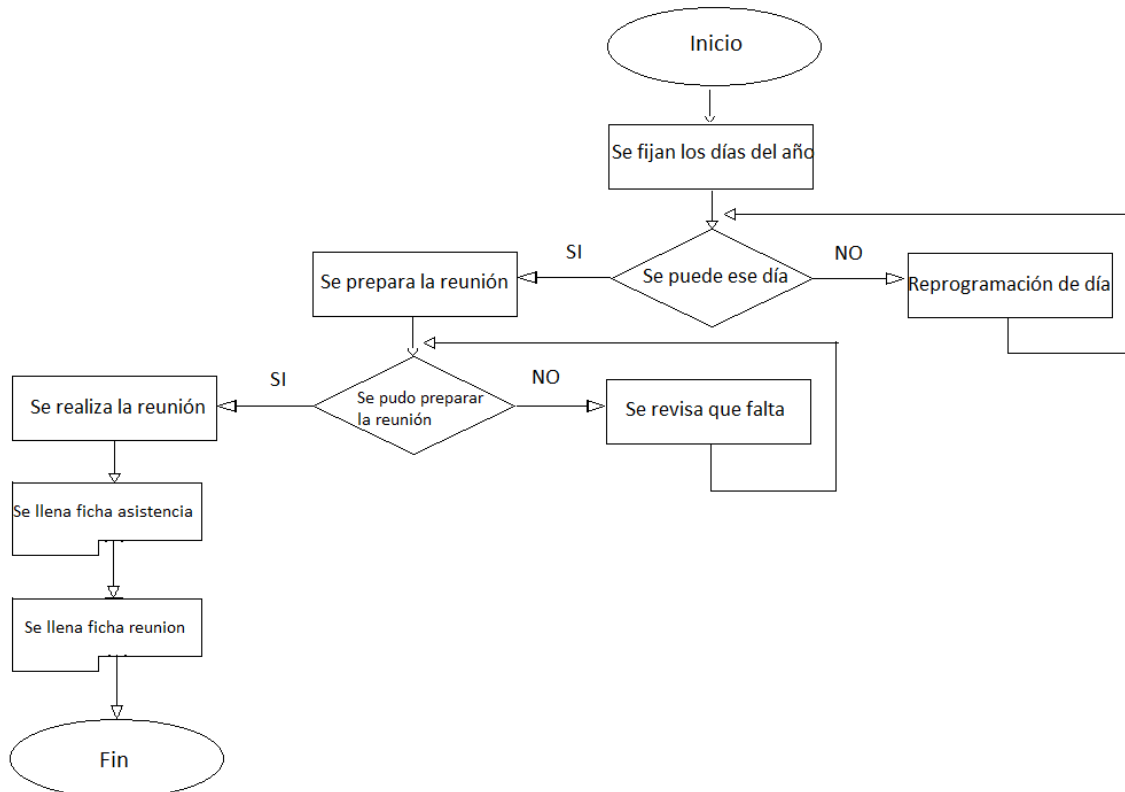 Inicio
Se fijan los días del año
SI
Se puede ese día
NO
Se prepara la reunión
Reprogramación de día
SI
Se pudo preparar
la reunión
NO
Se realiza la reunión
Se revisa que falta
Se llena ficha asistencia
Se llena ficha reunion
Fin